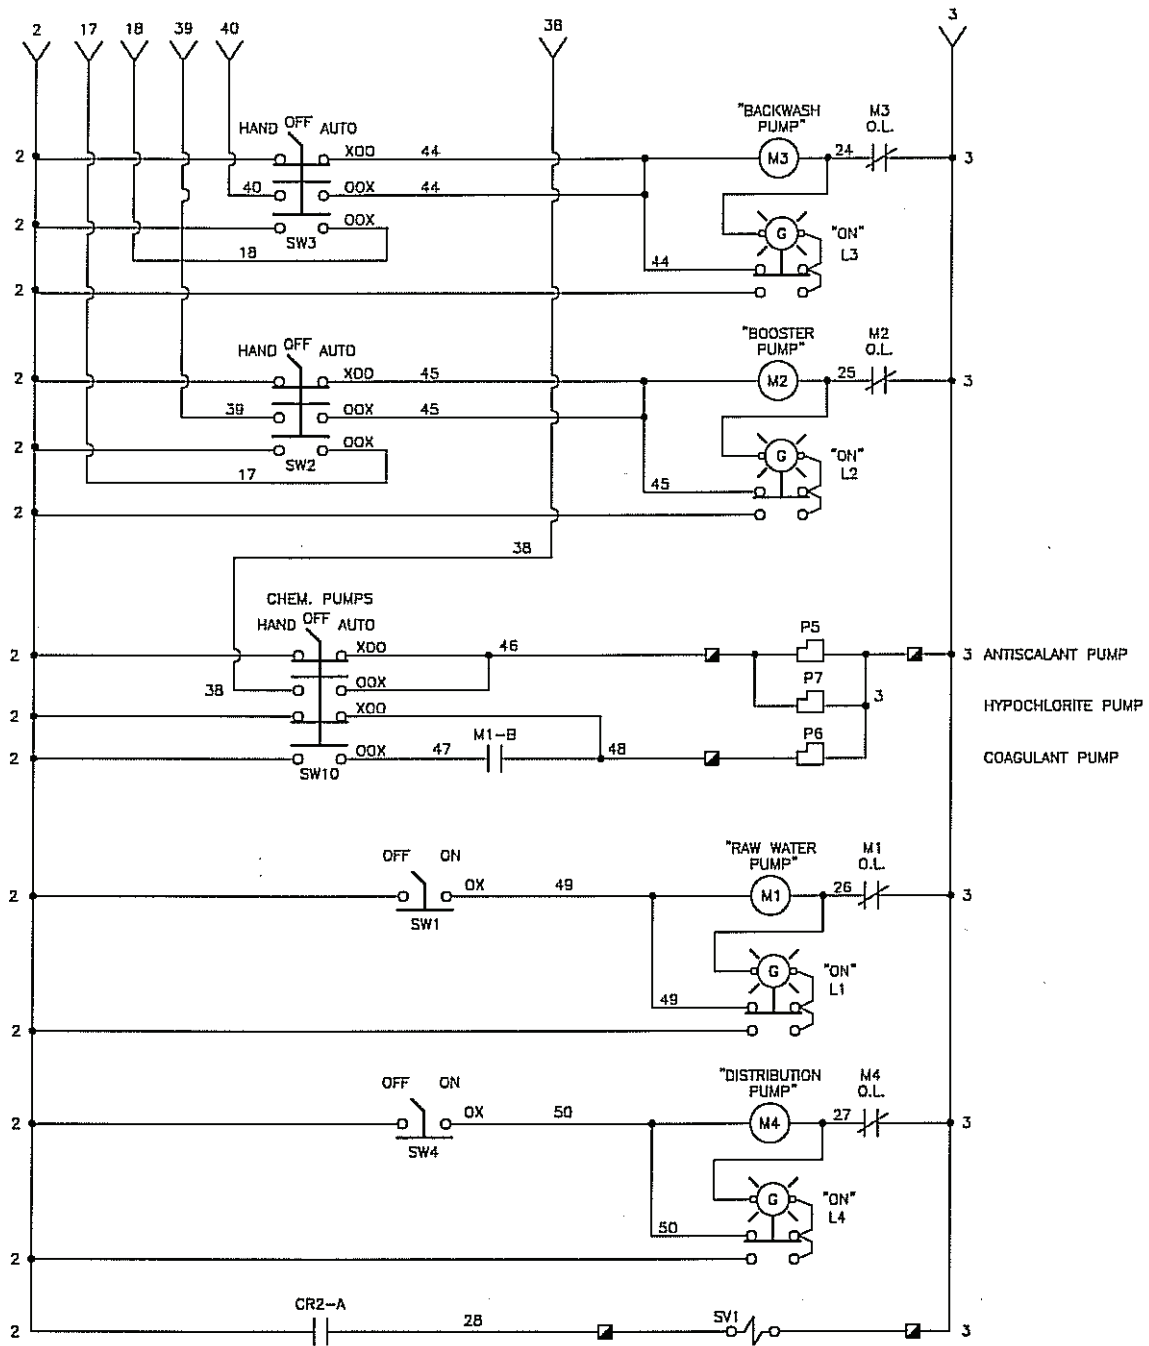 2 17 18 39 40 38 3
"BACKWASH PUMP"
M3 O.L.
HAND OFF AUTO
2 XOO 44 M3 24 3
40 OOX 44
2 OOX
SW3
18
G "ON" L3
44
2
"BOOSTER PUMP"
M2 O.L.
HAND OFF AUTO
2 XOO 45 M2 25 3
39 OOX 45
2 OOX
SW2
17
G "ON" L2
45
2
38
CHEM. PUMPS
HAND OFF AUTO
P5
2 XOO 46 3 ANTISCALANT PUMP
38 OOX P7 3
HYPOCHLORITE PUMP
2 XOO
M1-B P6
2 OOX 47 48 COAGULANT PUMP
SW10
OFF ON
"RAW WATER PUMP"
M1 O.L.
2 OX 49 M1 26 3
SW1
G "ON" L1
49
2
OFF ON
"DISTRIBUTION PUMP"
M4 O.L.
2 OX 50 M4 27 3
SW4
G "ON" L4
50
2
CR2-A
2 28 SV1 3